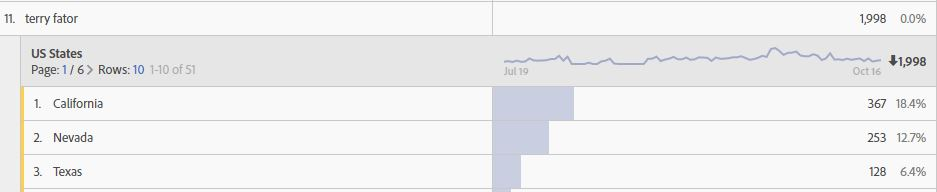 11. terry fator 1,998 0.0%
US States
Page: 1 / 6 > Rows: 10 1-10 of 51
Jul 19 Oct 16 ↓1,998
1. California 367 18.4%
2. Nevada 253 12.7%
3. Texas 128 6.4%